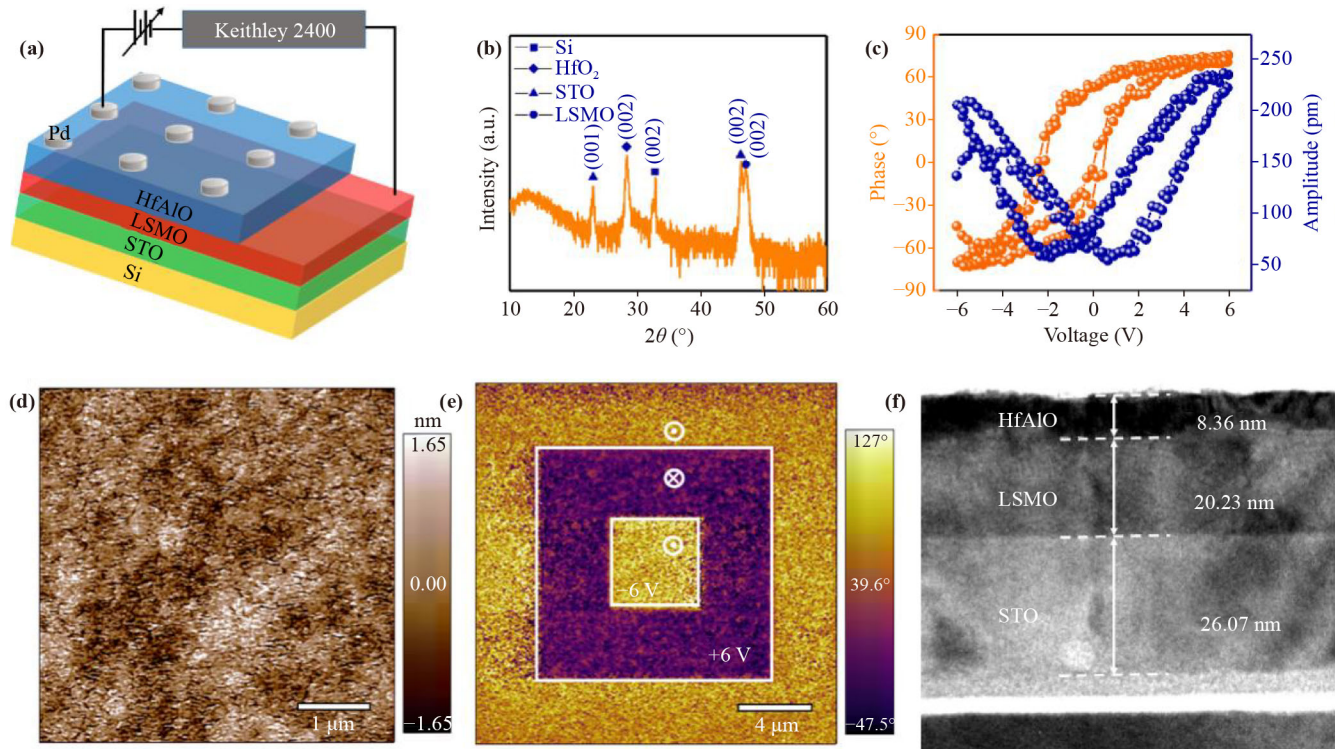 (a)
Keithley 2400
Pd
HfAlO
LSMO
STO
Si
(b)
Si
HfO₂
STO
LSMO
(001)
(002)
(002)
(002)
(002)
Intensity (a.u.)
10 20 30 40 50 60
2θ (°)
(c)
90
60
30
0
−30
−60
−90
Phase (°)
250
200
150
100
50
Amplitude (pm)
−6 −4 −2 0 2 4 6
Voltage (V)
(d)
nm
1.65
0.00
−1.65
1 μm
(e)
−6 V
+6 V
4 μm
127°
39.6°
−47.5°
(f)
HfAlO
8.36 nm
LSMO
20.23 nm
STO
26.07 nm